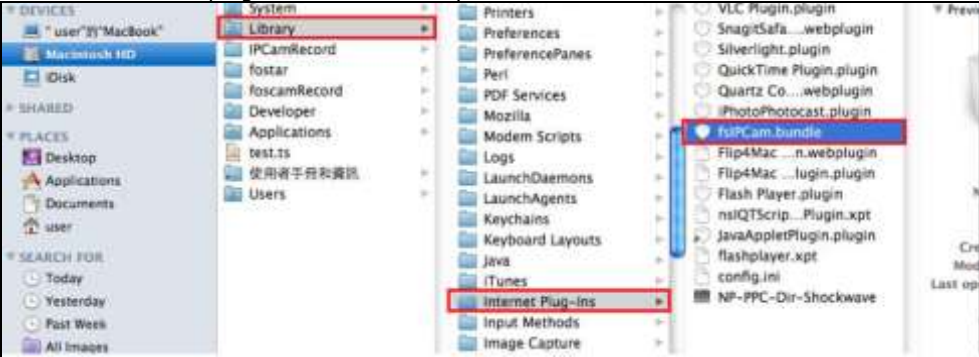 DEVICES
" user"的"MacBook"
Macintosh HD
iDisk
SHARED
PLACES
Desktop
Applications
Documents
user
SEARCH FOR
Today
Yesterday
Past Week
All Images
System
Library
IPCamRecord
fostar
foscamRecord
Developer
Applications
test.ts
使用者手冊和資訊
Users
Printers
Preferences
PreferencePanes
Perl
PDF Services
Mozilla
Modem Scripts
Logs
LaunchDaemons
LaunchAgents
Keychains
Keyboard Layouts
Java
iTunes
Internet Plug-Ins
Input Methods
Image Capture
VLC Plugin.plugin
SnagitSafa....webplugin
Silverlight.plugin
QuickTime Plugin.plugin
Quartz Co....webplugin
iPhotoPhotocast.plugin
fsIPCam.bundle
Flip4Mac ...n.webplugin
Flip4Mac ...lugin.plugin
Flash Player.plugin
nsIQTScrip...Plugin.xpt
JavaAppletPlugin.plugin
flashplayer.xpt
config.ini
NP-PPC-Dir-Shockwave
Previ
Cre
Mod
Last op